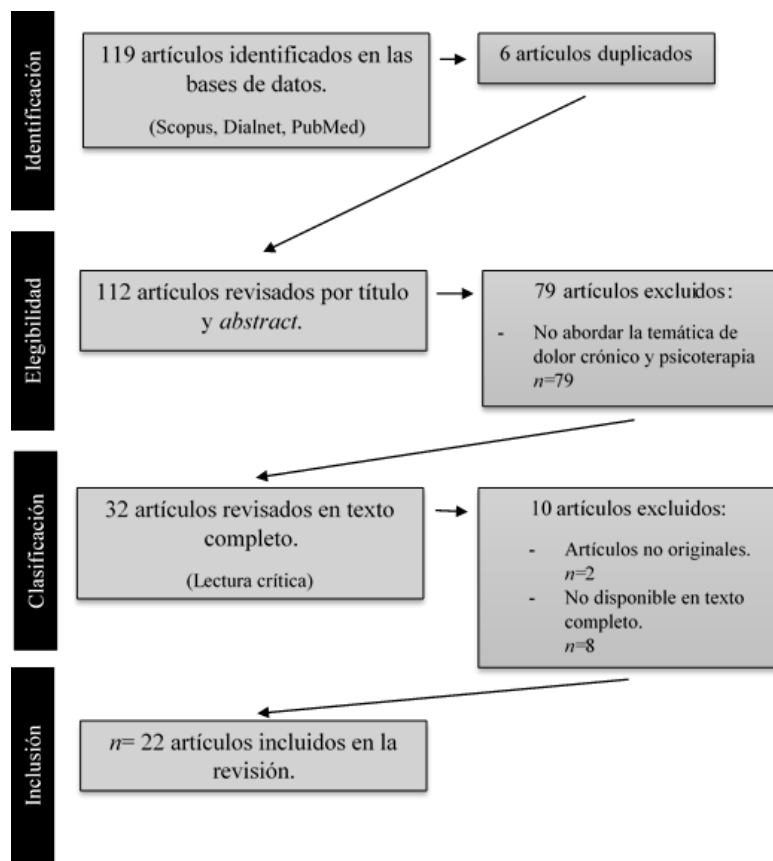 Identificación
119 artículos identificados en las
bases de datos.
(Scopus, Dialnet, PubMed)
6 artículos duplicados
Elegibilidad
112 artículos revisados por título
y abstract.
79 artículos excluidos:
- No abordar la temática de
dolor crónico y psicoterapia
n=79
Clasificación
32 artículos revisados en texto
completo.
(Lectura crítica)
10 artículos excluidos:
- Artículos no originales.
n=2
- No disponible en texto
completo.
n=8
Inclusión
n= 22 artículos incluidos en la
revisión.